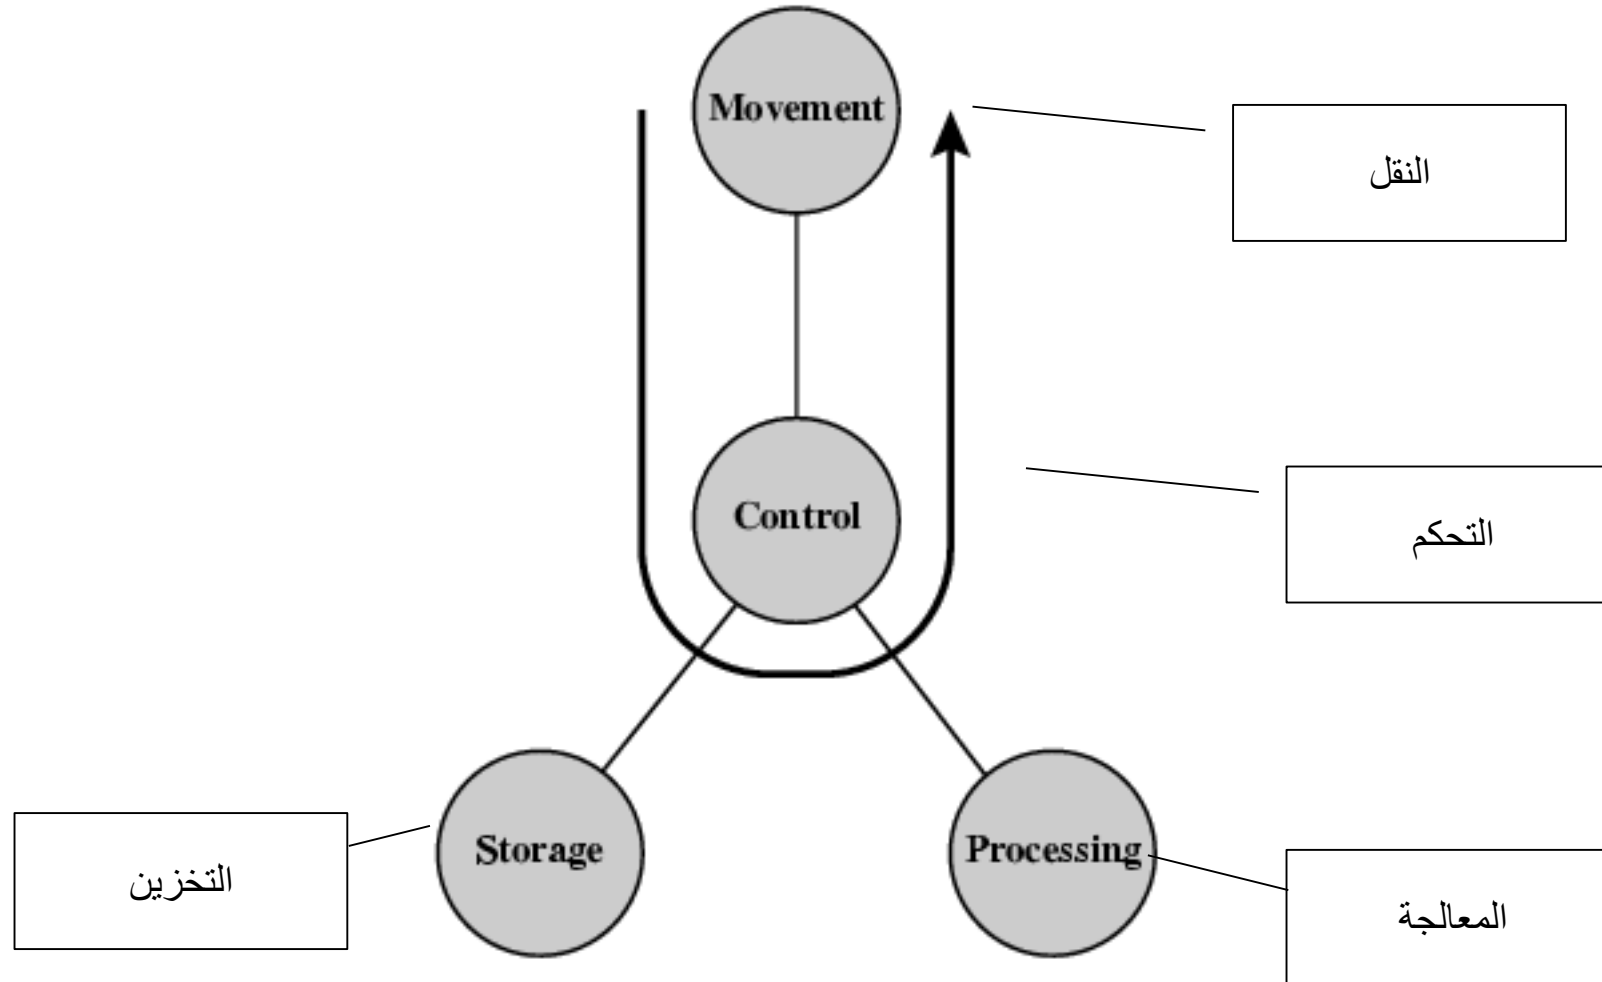 Movement
النقل
Control
التحكم
Storage
Processing
التخزين
المعالجة